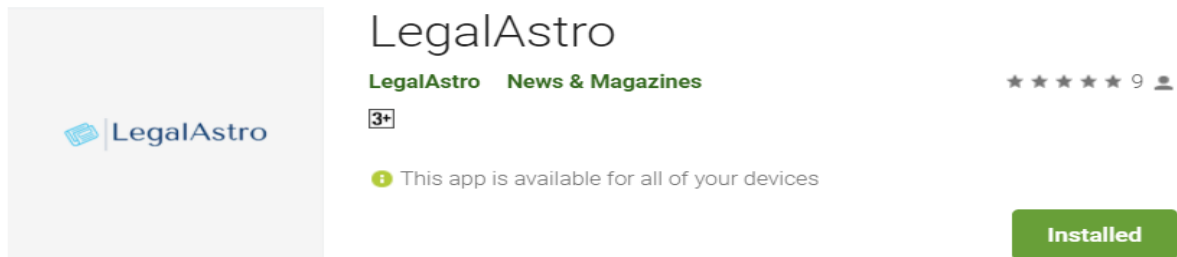 LegalAstro
LegalAstro
LegalAstro News & Magazines
9
3+
This app is available for all of your devices
Installed